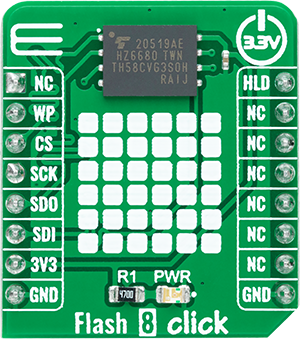 20519AE
HZ6680 TWN
TH58CVG3S0H
RAIJ
3.3V
NC
WP
CS
SCK
SDO
SDI
3V3
GND
HLD
NC
NC
NC
NC
NC
NC
GND
R1 PWR
4700
Flash 8 click